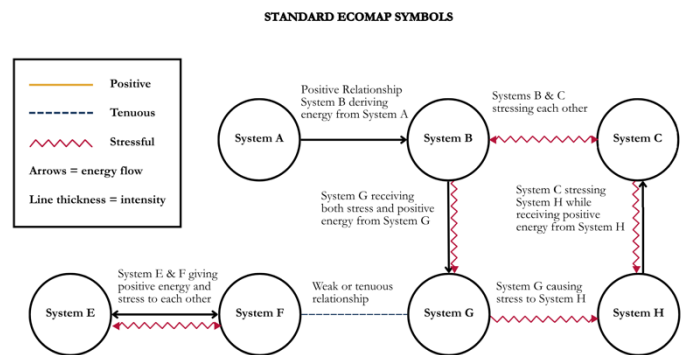 STANDARD ECOMAP SYMBOLS
Positive
Tenuous
Stressful
Arrows = energy flow
Line thickness = intensity
Positive Relationship
System B deriving
energy from System A
Systems B & C
stressing each other
System A
System B
System C
System G receiving
both stress and positive
energy from System G
System C stressing
System H while
receiving positive
energy from System H
System E & F giving
positive energy and
stress to each other
Weak or tenuous
relationship
System G causing
stress to System H
System E
System F
System G
System H